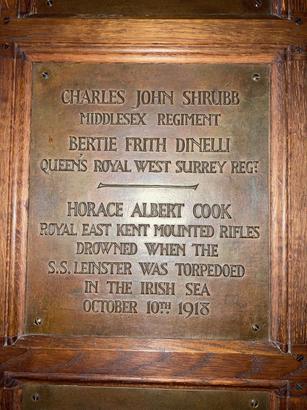 CHARLES JOHN SHRUBB
MIDDLESEX REGIMENT
BERTIE FRITH DINELLI
QUEEN'S ROYAL WEST SURREY REGT
HORACE ALBERT COOK
ROYAL EAST KENT MOUNTED RIFLES
DROWNED WHEN THE
S.S. LEINSTER WAS TORPEDOED
IN THE IRISH SEA
OCTOBER 10TH 1918